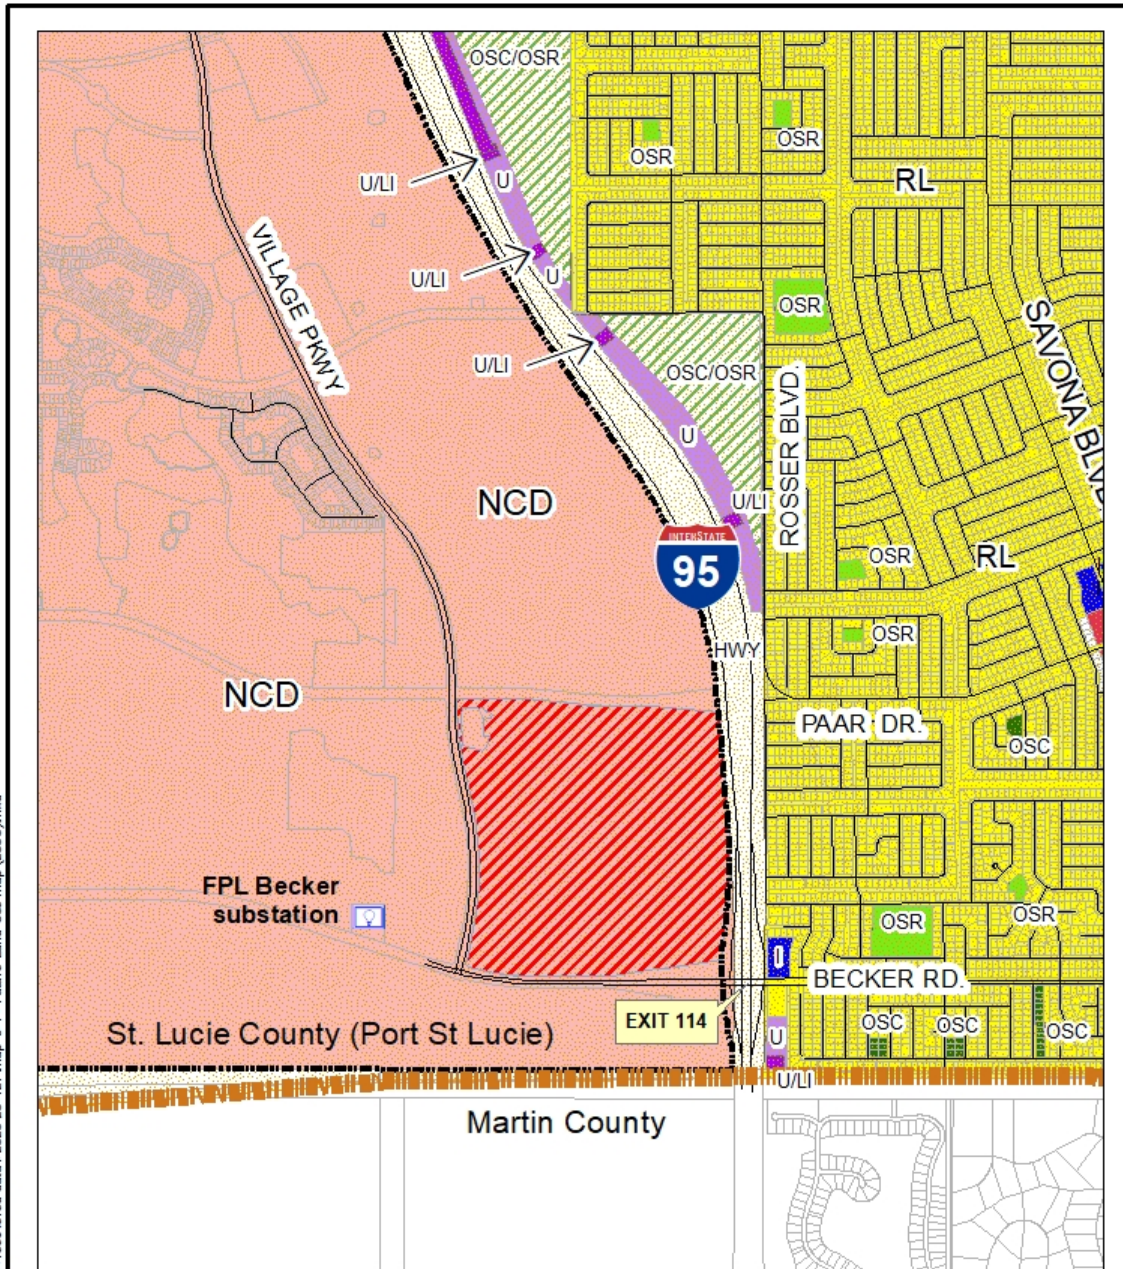 OSC/OSR
OSR
OSR
RL
U/LI
U
VILLAGE PKWY
U/LI
U
OSR
SAVONA BLVD.
U/LI
OSC/OSR
ROSSER BLVD.
U
NCD
U/LI
INTERSTATE
95
OSR
RL
OSR
HWY
NCD
PAAR DR.
OSC
FPL Becker
substation
OSR
OSR
BECKER RD.
EXIT 114
St. Lucie County (Port St Lucie)
U
OSC
OSC
OSC
U/LI
Martin County